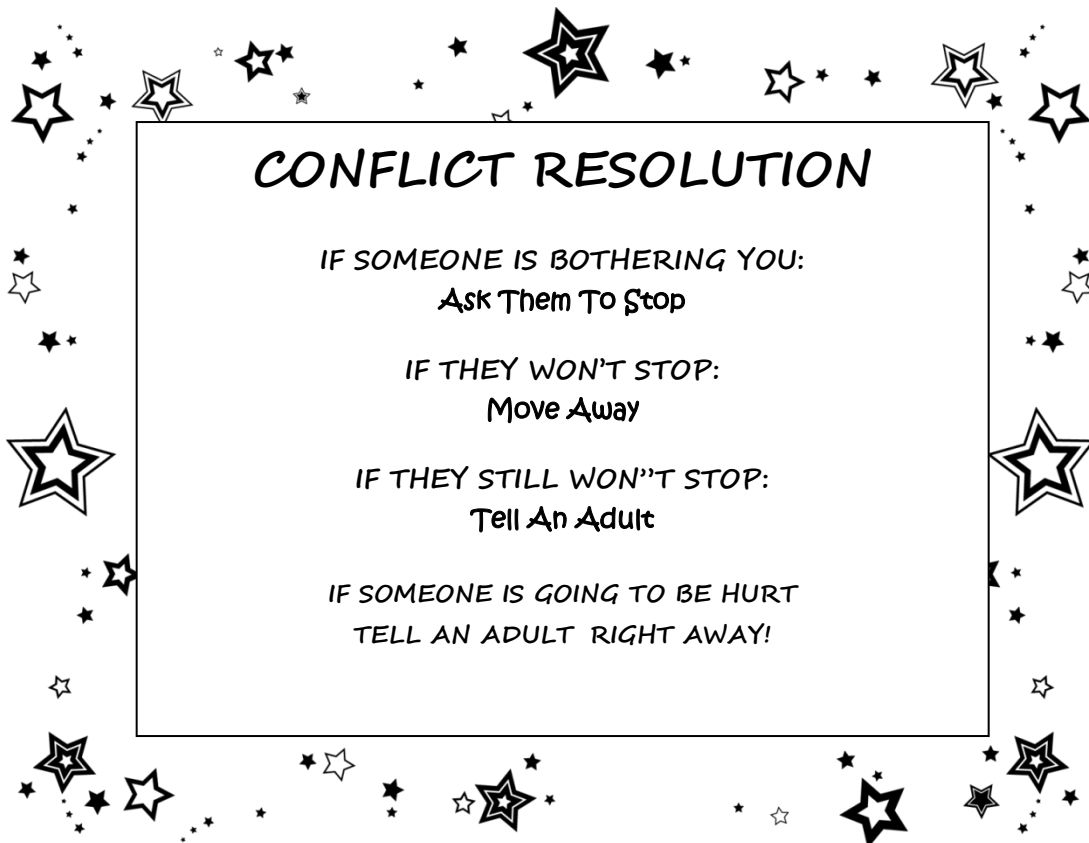 CONFLICT RESOLUTION
IF SOMEONE IS BOTHERING YOU:
Ask Them To Stop
IF THEY WON’T STOP:
Move Away
IF THEY STILL WON’’T STOP:
Tell An Adult
IF SOMEONE IS GOING TO BE HURT
TELL AN ADULT RIGHT AWAY!